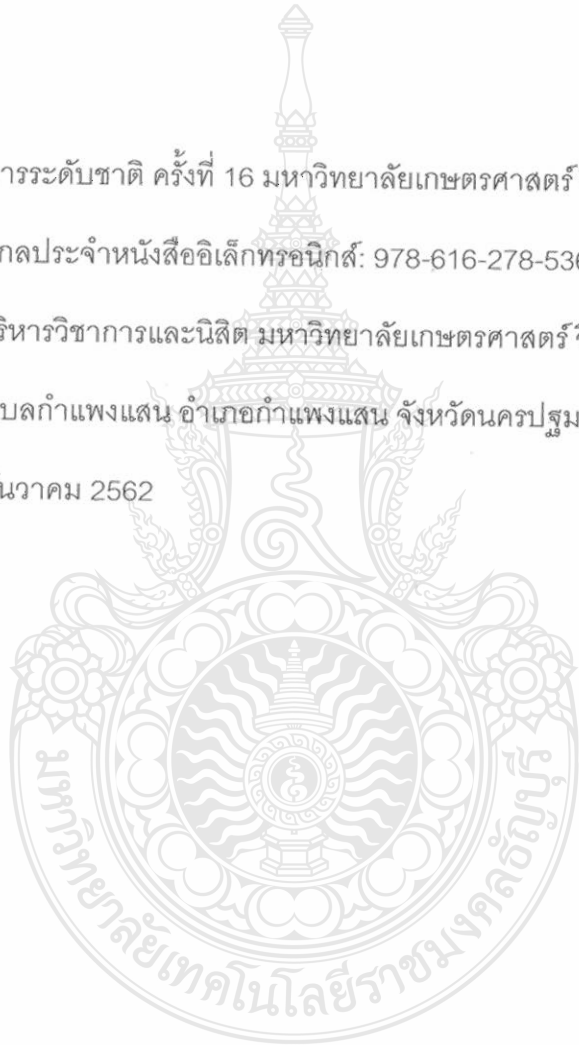 ารระดับชาติ ครั้งที่ 16 มหาวิทยาลัยเกษตรศาสตร์
กลประจำหนังสืออิเล็กทรอนิกส์: 978-616-278-536
ริหารวิชาการและนิสิต มหาวิทยาลัยเกษตรศาสตร์ วิ
บลกำแพงแสน อำเภอกำแพงแสน จังหวัดนครปฐม
ันวาคม 2562
มหาวิทยาลัยเทคโนโลยีราชมงคลธัญบุรี